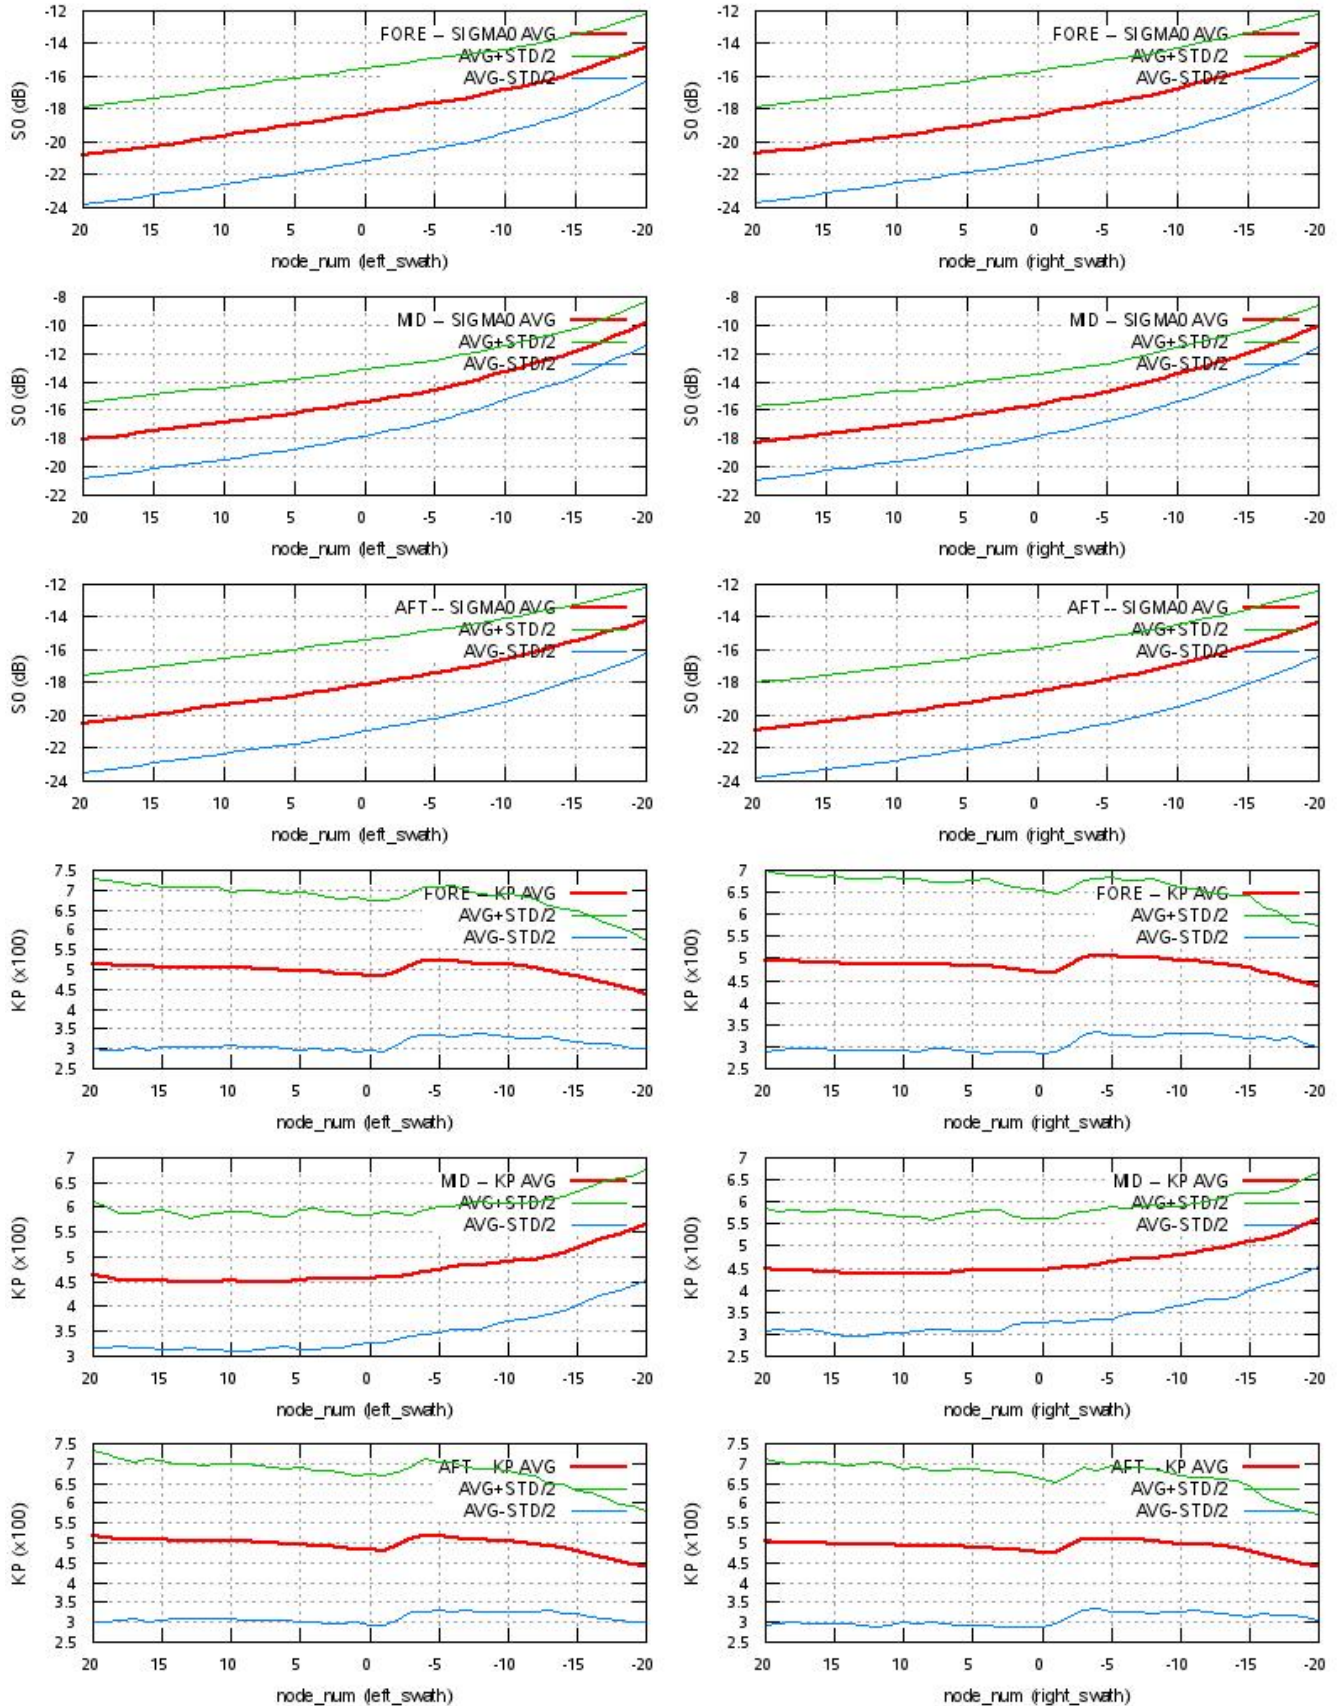 -12
-14
-16
-18
-20
-22
-24
S0 (dB)
FORE -- SIGMA0 AVG
AVG+STD/2
AVG-STD/2
20 15 10 5 0 -5 -10 -15 -20
node_num (left_swath)
-12
-14
-16
-18
-20
-22
-24
S0 (dB)
FORE -- SIGMA0 AVG
AVG+STD/2
AVG-STD/2
20 15 10 5 0 -5 -10 -15 -20
node_num (right_swath)
-8
-10
-12
-14
-16
-18
-20
-22
S0 (dB)
MID -- SIGMA0 AVG
AVG+STD/2
AVG-STD/2
20 15 10 5 0 -5 -10 -15 -20
node_num (left_swath)
-8
-10
-12
-14
-16
-18
-20
-22
S0 (dB)
MID -- SIGMA0 AVG
AVG+STD/2
AVG-STD/2
20 15 10 5 0 -5 -10 -15 -20
node_num (right_swath)
-12
-14
-16
-18
-20
-22
-24
S0 (dB)
AFT -- SIGMA0 AVG
AVG+STD/2
AVG-STD/2
20 15 10 5 0 -5 -10 -15 -20
node_num (left_swath)
-12
-14
-16
-18
-20
-22
-24
S0 (dB)
AFT -- SIGMA0 AVG
AVG+STD/2
AVG-STD/2
20 15 10 5 0 -5 -10 -15 -20
node_num (right_swath)
7.5
7
6.5
6
5.5
5
4.5
4
3.5
3
2.5
KP (x100)
FORE -- KP AVG
AVG+STD/2
AVG-STD/2
20 15 10 5 0 -5 -10 -15 -20
node_num (left_swath)
7
6.5
6
5.5
5
4.5
4
3.5
3
2.5
KP (x100)
FORE -- KP AVG
AVG+STD/2
AVG-STD/2
20 15 10 5 0 -5 -10 -15 -20
node_num (right_swath)
7
6.5
6
5.5
5
4.5
4
3.5
3
KP (x100)
MID -- KP AVG
AVG+STD/2
AVG-STD/2
20 15 10 5 0 -5 -10 -15 -20
node_num (left_swath)
7
6.5
6
5.5
5
4.5
4
3.5
3
2.5
KP (x100)
MID -- KP AVG
AVG+STD/2
AVG-STD/2
20 15 10 5 0 -5 -10 -15 -20
node_num (right_swath)
7.5
7
6.5
6
5.5
5
4.5
4
3.5
3
2.5
KP (x100)
AFT -- KP AVG
AVG+STD/2
AVG-STD/2
20 15 10 5 0 -5 -10 -15 -20
node_num (left_swath)
7.5
7
6.5
6
5.5
5
4.5
4
3.5
3
2.5
KP (x100)
AFT -- KP AVG
AVG+STD/2
AVG-STD/2
20 15 10 5 0 -5 -10 -15 -20
node_num (right_swath)